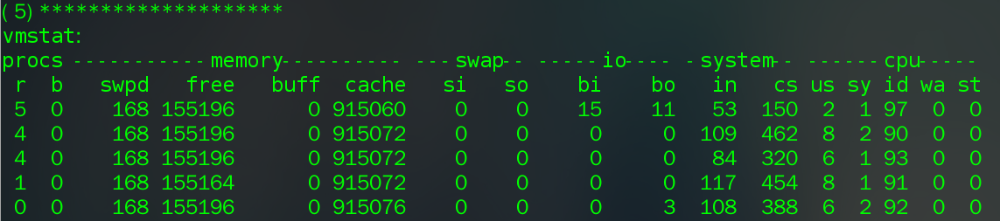 ( 5) ********************
vmstat:
procs -----------memory---------- ---swap-- -----io---- -system-- ------cpu-----
 r  b   swpd   free   buff  cache   si   so    bi    bo   in   cs us sy id wa st
 5  0    168 155196      0 915060    0    0    15    11   53  150  2  1 97  0  0
 4  0    168 155196      0 915072    0    0     0     0  109  462  8  2 90  0  0
 4  0    168 155196      0 915072    0    0     0     0   84  320  6  1 93  0  0
 1  0    168 155164      0 915072    0    0     0     0  117  454  8  1 91  0  0
 0  0    168 155196      0 915076    0    0     0     3  108  388  6  2 92  0  0